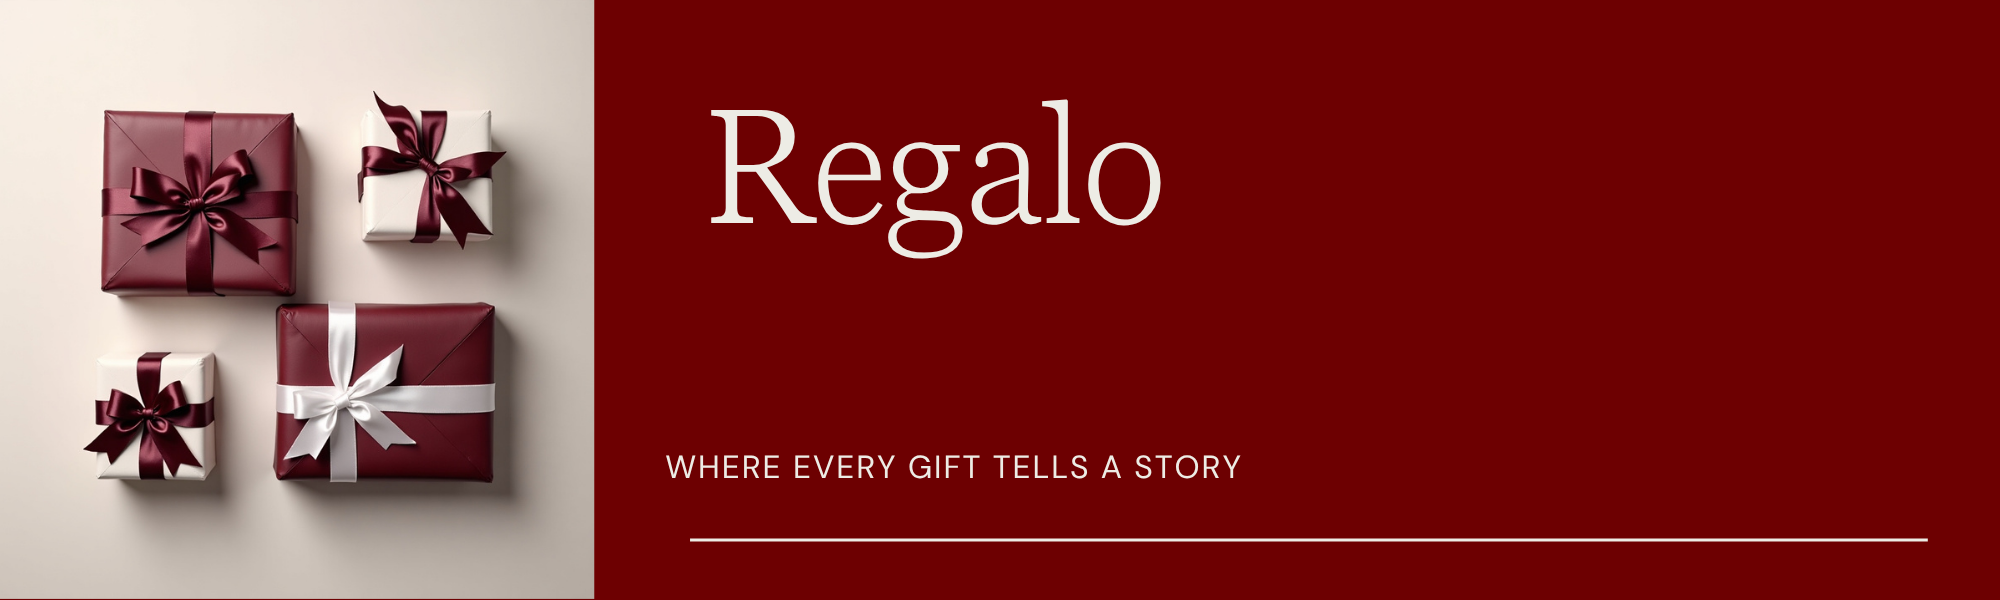 Regalo
WHERE EVERY GIFT TELLS A STORY